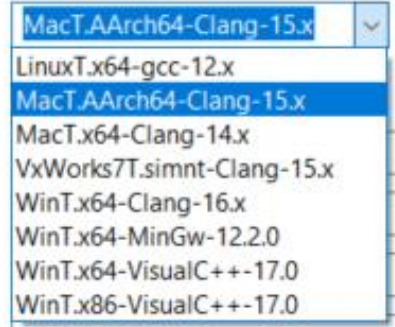 MacT.AArch64-Clang-15.x
LinuxT.x64-gcc-12.x
MacT.AArch64-Clang-15.x
MacT.x64-Clang-14.x
VxWorks7T.simnt-Clang-15.x
WinT.x64-Clang-16.x
WinT.x64-MinGw-12.2.0
WinT.x64-VisualC++-17.0
WinT.x86-VisualC++-17.0